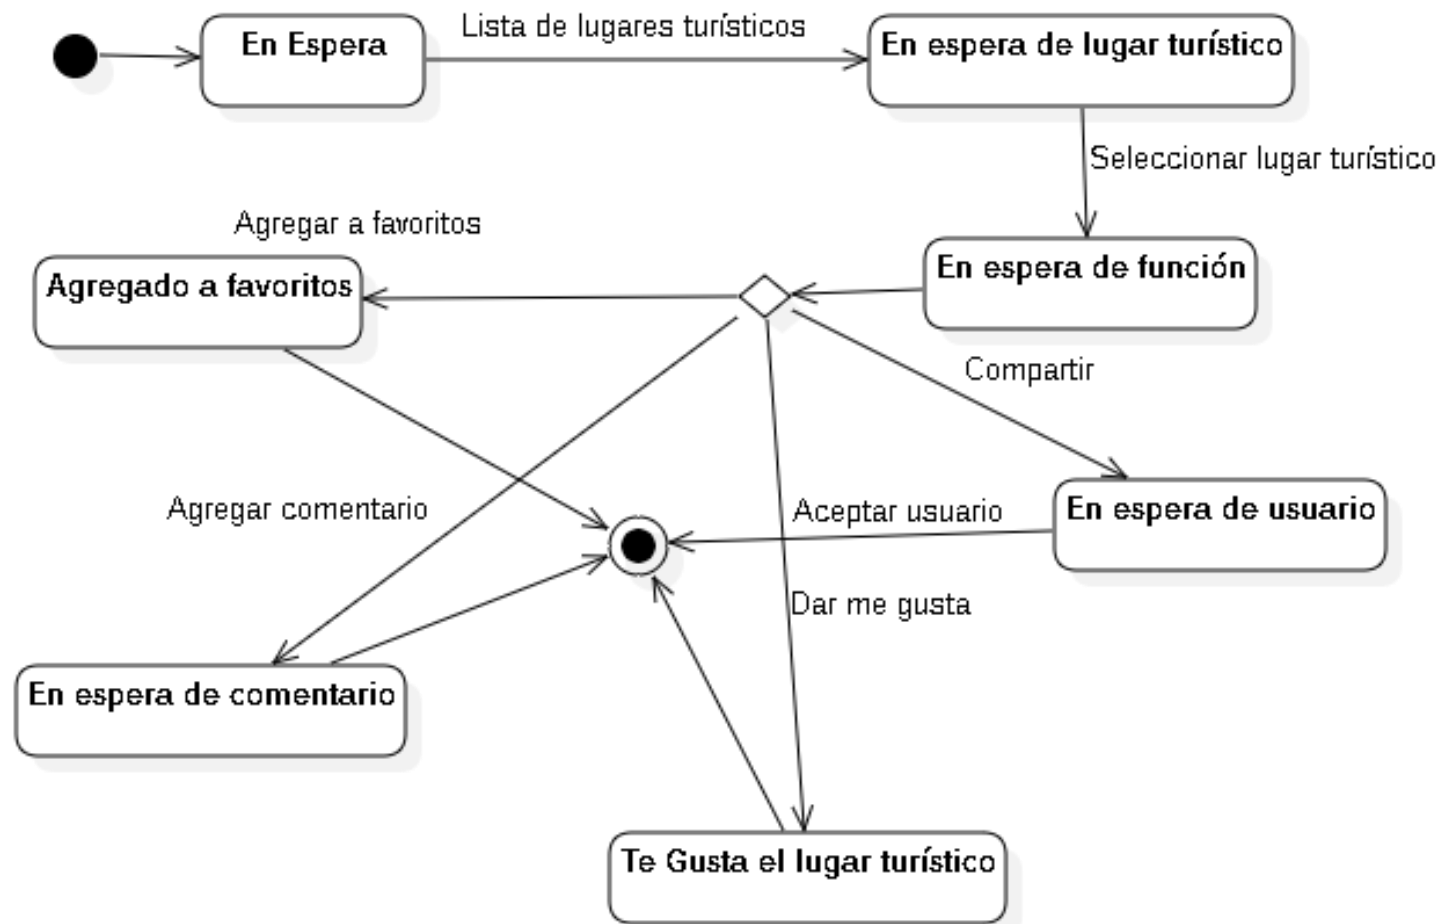 En Espera
Lista de lugares turísticos
En espera de lugar turístico
Seleccionar lugar turístico
Agregar a favoritos
Agregado a favoritos
En espera de función
Compartir
Agregar comentario
Aceptar usuario
En espera de usuario
Dar me gusta
En espera de comentario
Te Gusta el lugar turístico